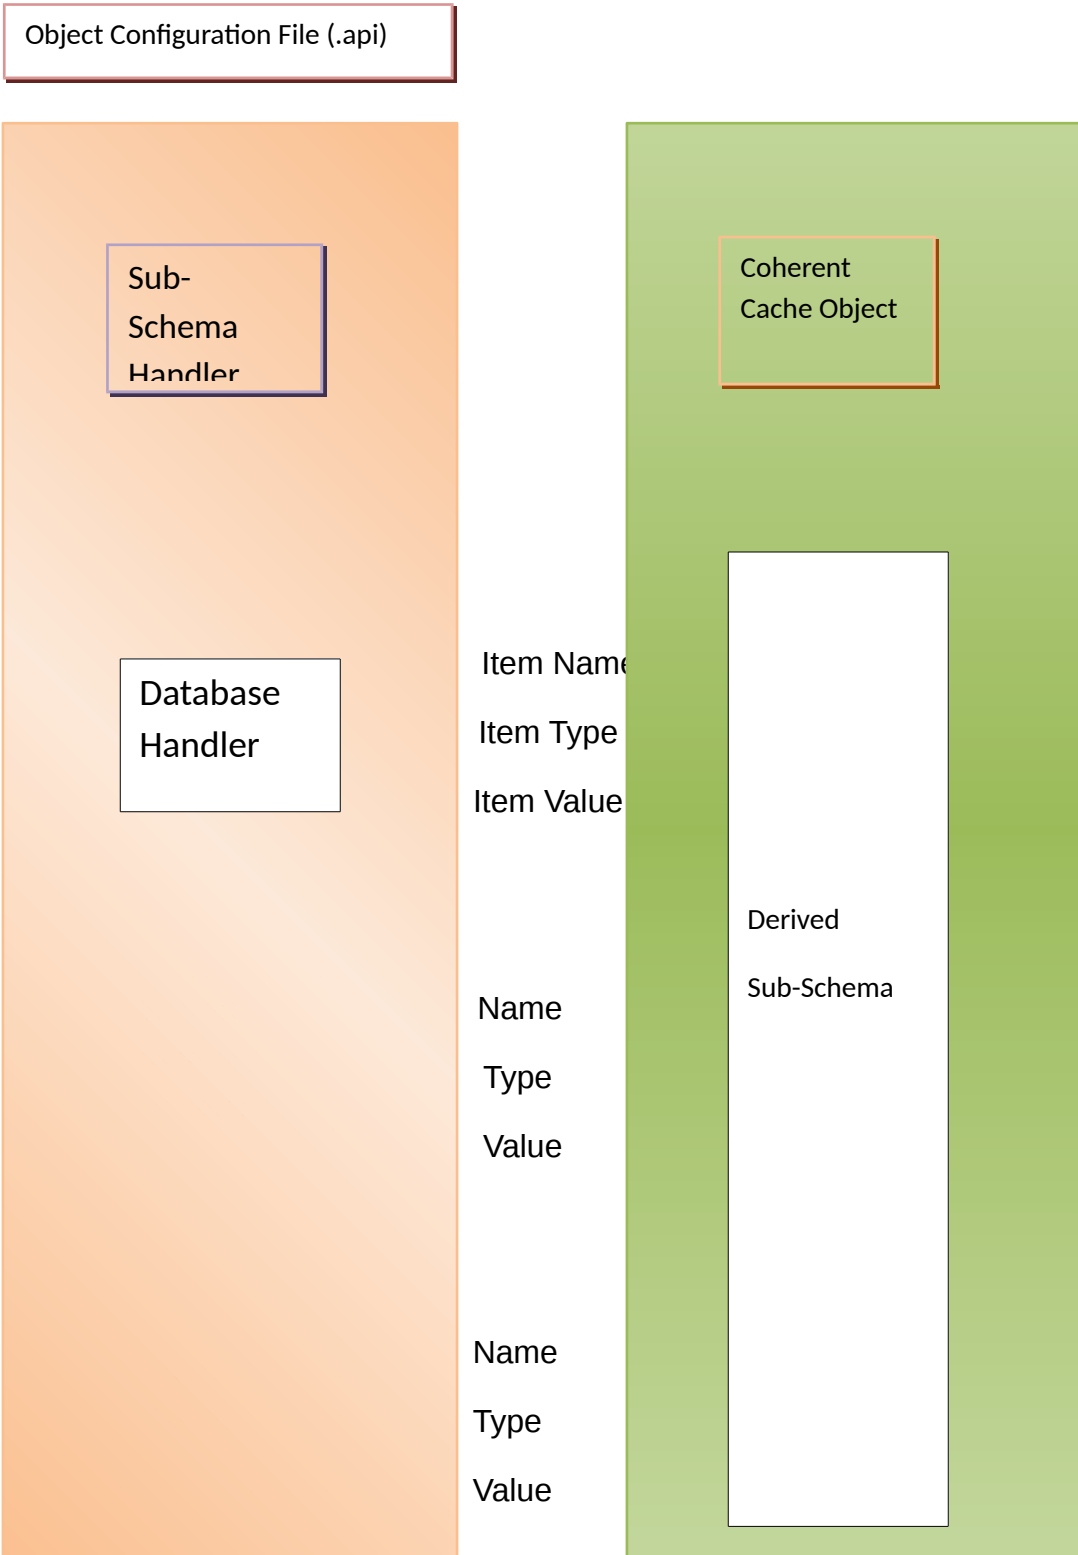 Object Configuration File (.api)
Sub-
Schema
Handler
Coherent
Cache Object
Database
Handler
Item Name
Item Type
Item Value
Name
Type
Value
Name
Type
Value
Derived
Sub-Schema